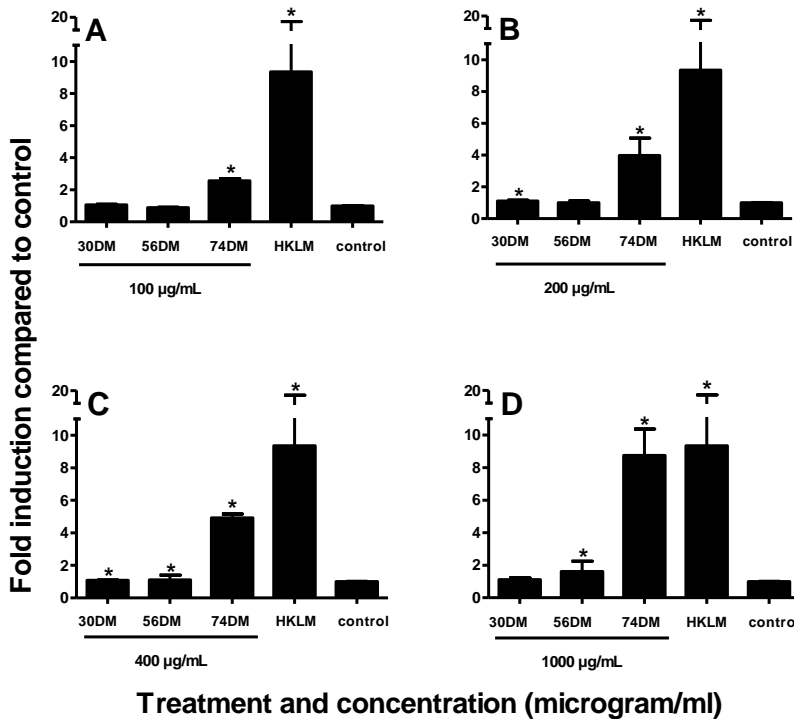 Fold induction compared to control
A
20
10
8
6
4
2
0
*
*
30DM 56DM 74DM HKLM control
100 µg/mL
B
20
10
8
6
4
2
0
*
*
*
30DM 56DM 74DM HKLM control
200 µg/mL
C
20
10
8
6
4
2
0
*
*
*
*
30DM 56DM 74DM HKLM control
400 µg/mL
D
20
10
8
6
4
2
0
*
*
*
30DM 56DM 74DM HKLM control
1000 µg/mL
Treatment and concentration (microgram/ml)